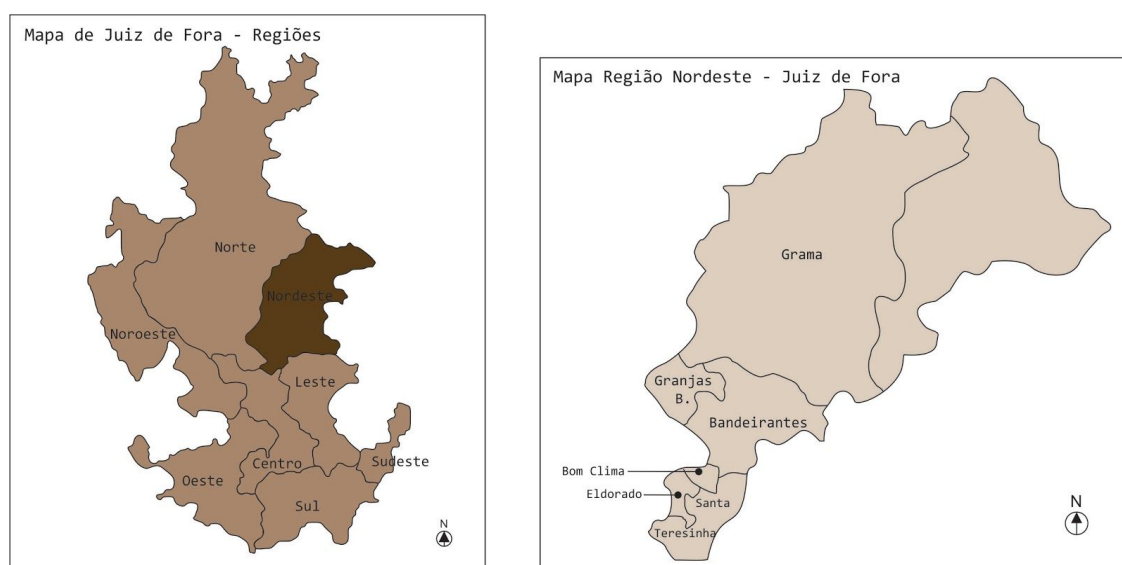 Mapa de Juiz de Fora - Regiões
Norte
Nordeste
Noroeste
Leste
Centro
Sudeste
Oeste
Sul
N
Mapa Região Nordeste - Juiz de Fora
Grama
Granjas
B.
Bandeirantes
Bom Clima
Eldorado
Santa
Teresinha
N